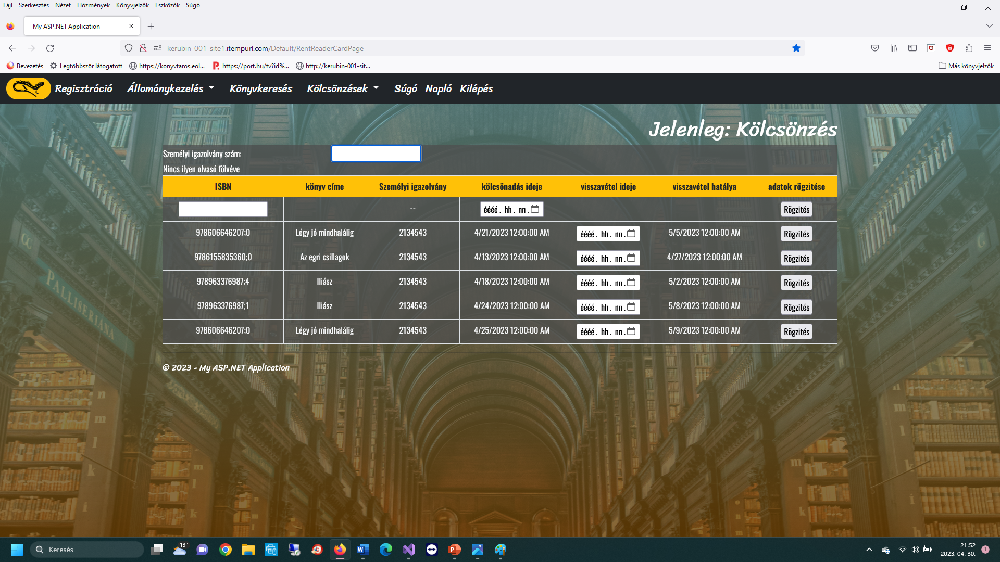 Fájl Szerkesztés Nézet Előzmények Könyvjelzők Eszközök Súgó
- My ASP.NET Application
kerubin-001-site1.itempurl.com/Default/RentReaderCardPage
Bevezetés Legtöbbször látogatott https://konyvtaros.eol... https://port.hu/tv?id%... http://kerubin-001-sit... Más könyvjelzők
Regisztráció Állománykezelés Könyvkeresés Kölcsönzések Súgó Napló Kilépés
Jelenleg: Kölcsönzés
Személyi igazolvány szám:
Nincs ilyen olvasó fölvéve
ISBN könyv címe Személyi igazolvány kölcsönadás ideje visszavétel ideje visszavétel hatálya adatok rögzitése
-- éééé. hh. nn. Rögzités
978606646207;0 Légy jó mindhalálig 2134543 4/21/2023 12:00:00 AM éééé. hh. nn. 5/5/2023 12:00:00 AM Rögzités
9786155835360;0 Az egri csillagok 2134543 4/13/2023 12:00:00 AM éééé. hh. nn. 4/27/2023 12:00:00 AM Rögzités
978963376987;4 Iliász 2134543 4/18/2023 12:00:00 AM éééé. hh. nn. 5/2/2023 12:00:00 AM Rögzités
978963376987;1 Iliász 2134543 4/24/2023 12:00:00 AM éééé. hh. nn. 5/8/2023 12:00:00 AM Rögzités
978606646207;0 Légy jó mindhalálig 2134543 4/25/2023 12:00:00 AM éééé. hh. nn. 5/9/2023 12:00:00 AM Rögzités
PALLISERIANA
© 2023 - My ASP.NET Application
Keresés
13°
21:52
2023. 04. 30.
1